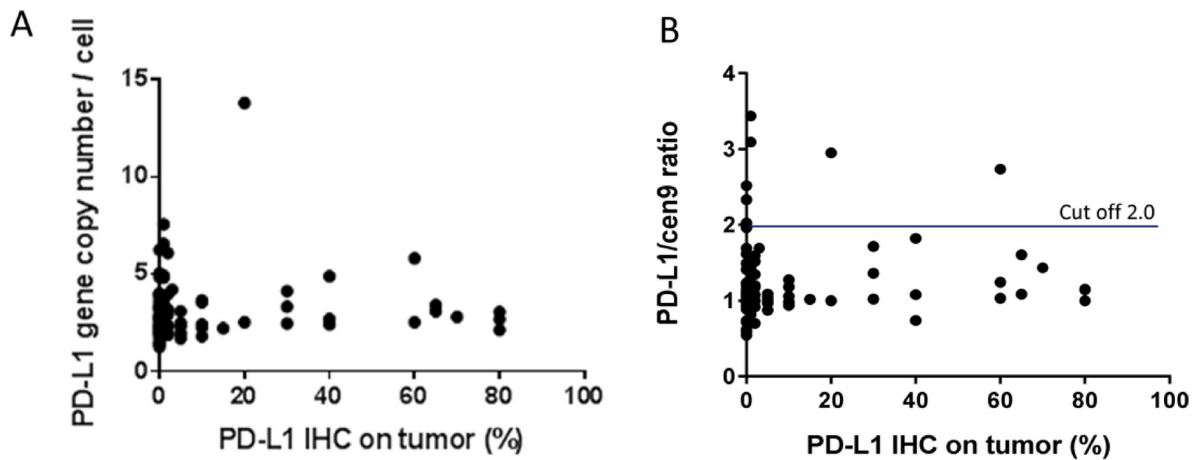 A
PD-L1 gene copy number / cell
15
10
5
0
0 20 40 60 80 100
PD-L1 IHC on tumor (%)
B
PD-L1/cen9 ratio
4
3
2
1
0
Cut off 2.0
0 20 40 60 80 100
PD-L1 IHC on tumor (%)